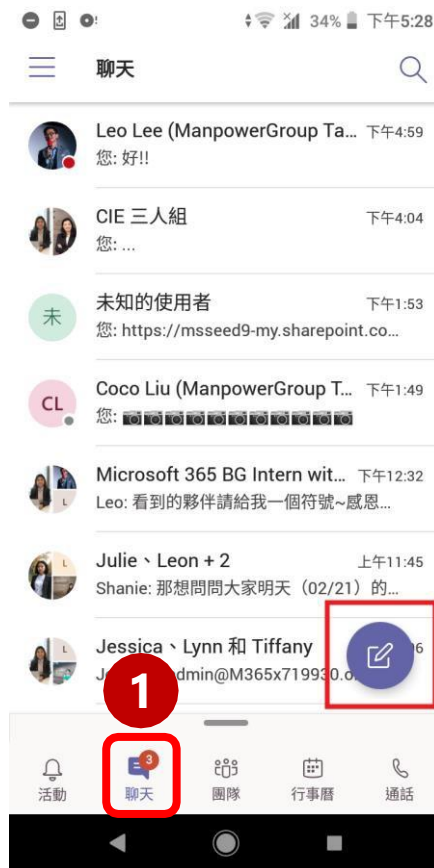 34% 下午5:28
聊天
Leo Lee (ManpowerGroup Ta... 下午4:59
您: 好!!
CIE 三人組 下午4:04
您: ...
未
未知的使用者 下午1:53
您: https://msseed9-my.sharepoint.co...
CL
Coco Liu (ManpowerGroup T... 下午1:49
您: 📷📷📷📷📷📷📷📷📷📷📷
L
Microsoft 365 BG Intern wit... 下午12:32
Leo: 看到的夥伴請給我一個符號~感恩...
L
Julie、Leon + 2 上午11:45
Shanie: 那想問問大家明天（02/21）的...
L
Jessica、Lynn 和 Tiffany
dmin@M365x719930.o
1
3
活動 聊天 團隊 行事曆 通話